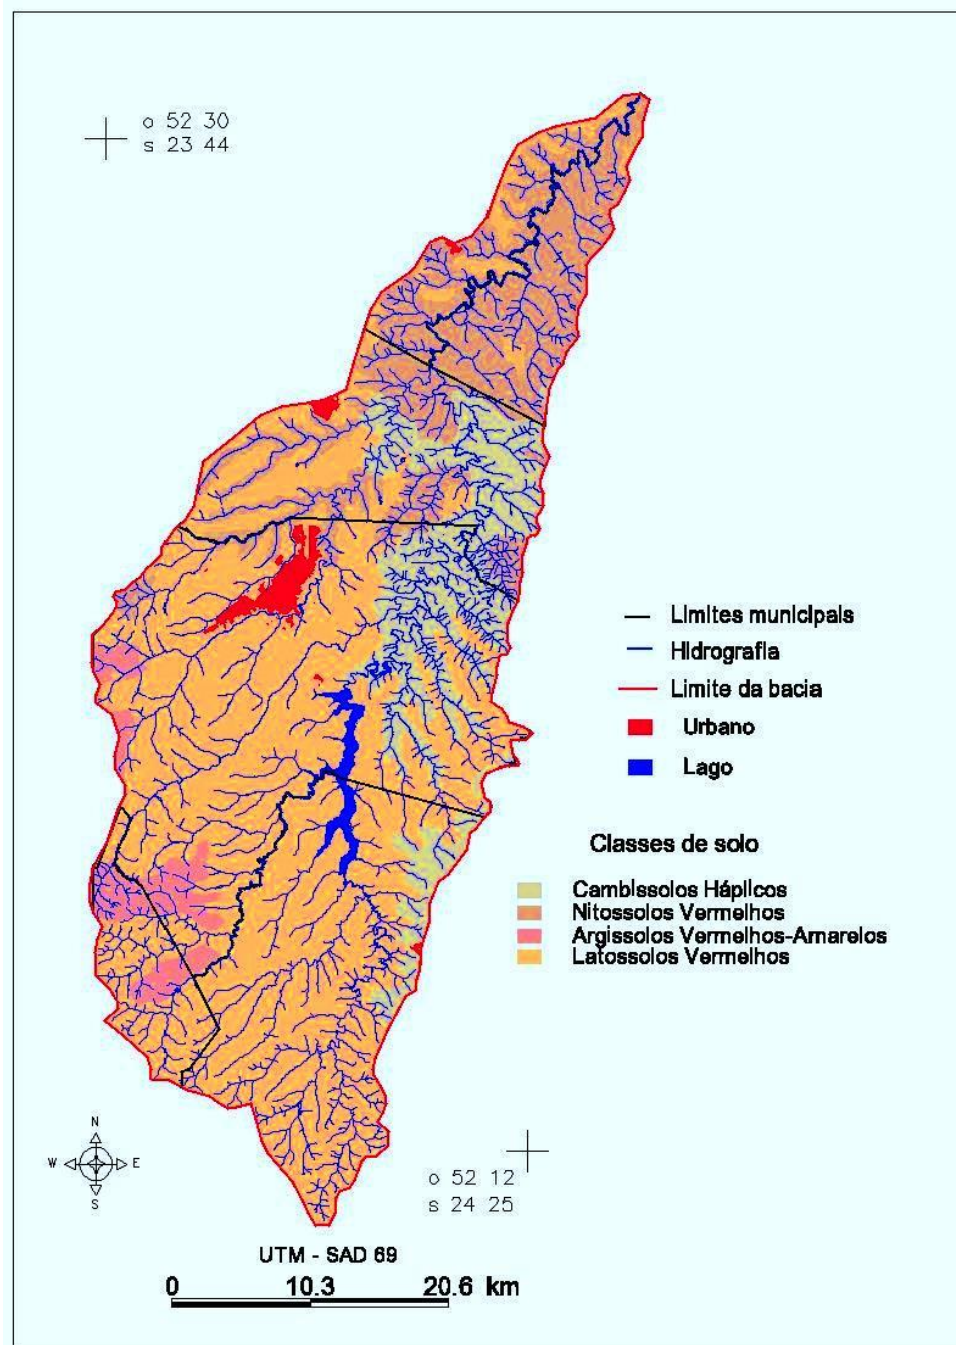 o 52 30
s 23 44
Limites municipais
Hidrografia
Limite da bacia
Urbano
Lago
Classes de solo
Cambissolos Háplicos
Nitossolos Vermelhos
Argissolos Vermelhos-Amarelos
Latossolos Vermelhos
N
W E
S
o 52 12
s 24 25
UTM - SAD 69
0 10.3 20.6 km